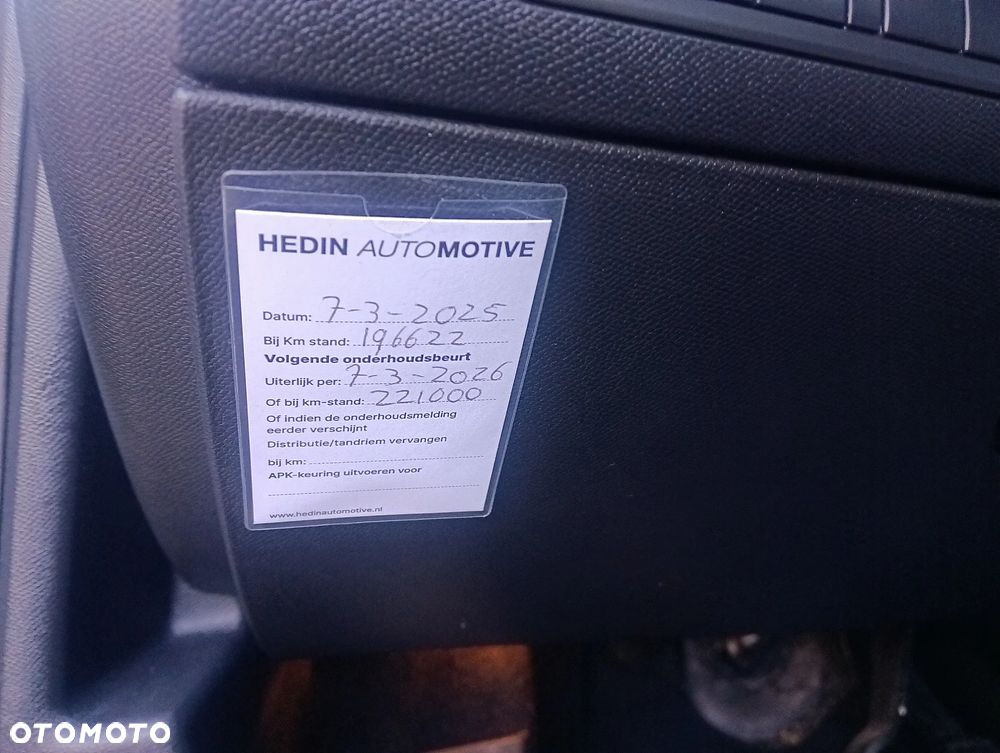 HEDIN AUTOMOTIVE
Datum: 7-3-2025
Bij Km stand: 196622
Volgende onderhoudsbeurt
Uiterlijk per: 7-3-2026
Of bij km-stand: 221000
Of indien de onderhoudsmelding
eerder verschijnt
Distributie/tandriem vervangen
bij km:
APK-keuring uitvoeren voor
www.hedinautomotive.nl
OTOMOTO